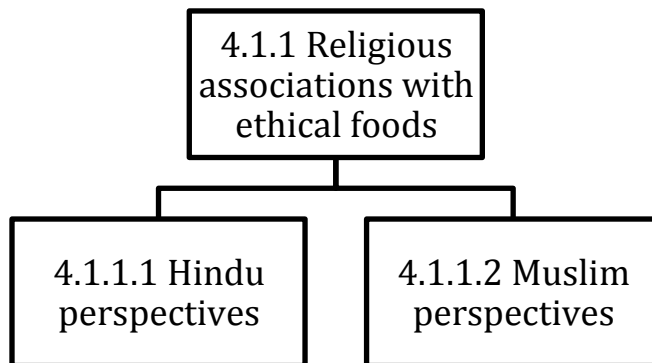 4.1.1 Religious
associations with
ethical foods
4.1.1.1 Hindu
perspectives
4.1.1.2 Muslim
perspectives